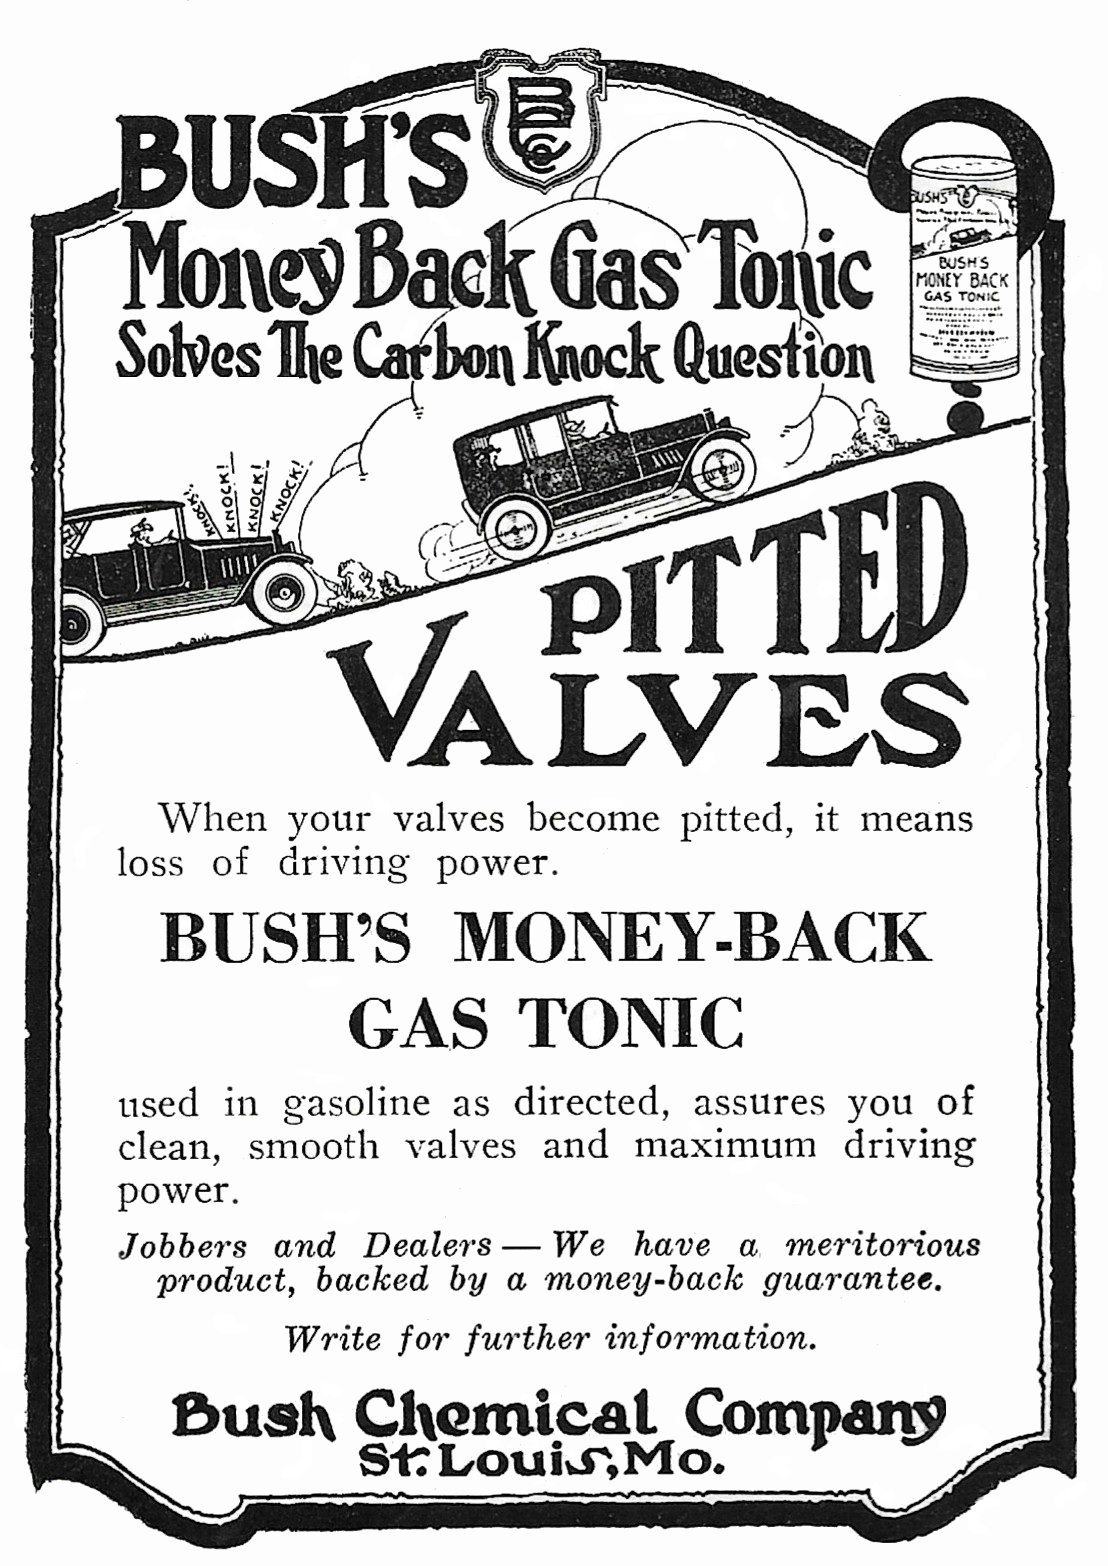 BUSH'S
Money Back Gas Tonic
Solves The Carbon Knock Question
BUSH'S
BUSH'S
MONEY BACK
GAS TONIC
KNOCK!
KNOCK!
KNOCK!
KNOCK!
PITTED
VALVES
When your valves become pitted, it means
loss of driving power.
BUSH'S MONEY-BACK
GAS TONIC
used in gasoline as directed, assures you of
clean, smooth valves and maximum driving
power.
Jobbers and Dealers — We have a meritorious
product, backed by a money-back guarantee.
Write for further information.
Bush Chemical Company
St. Louis, Mo.